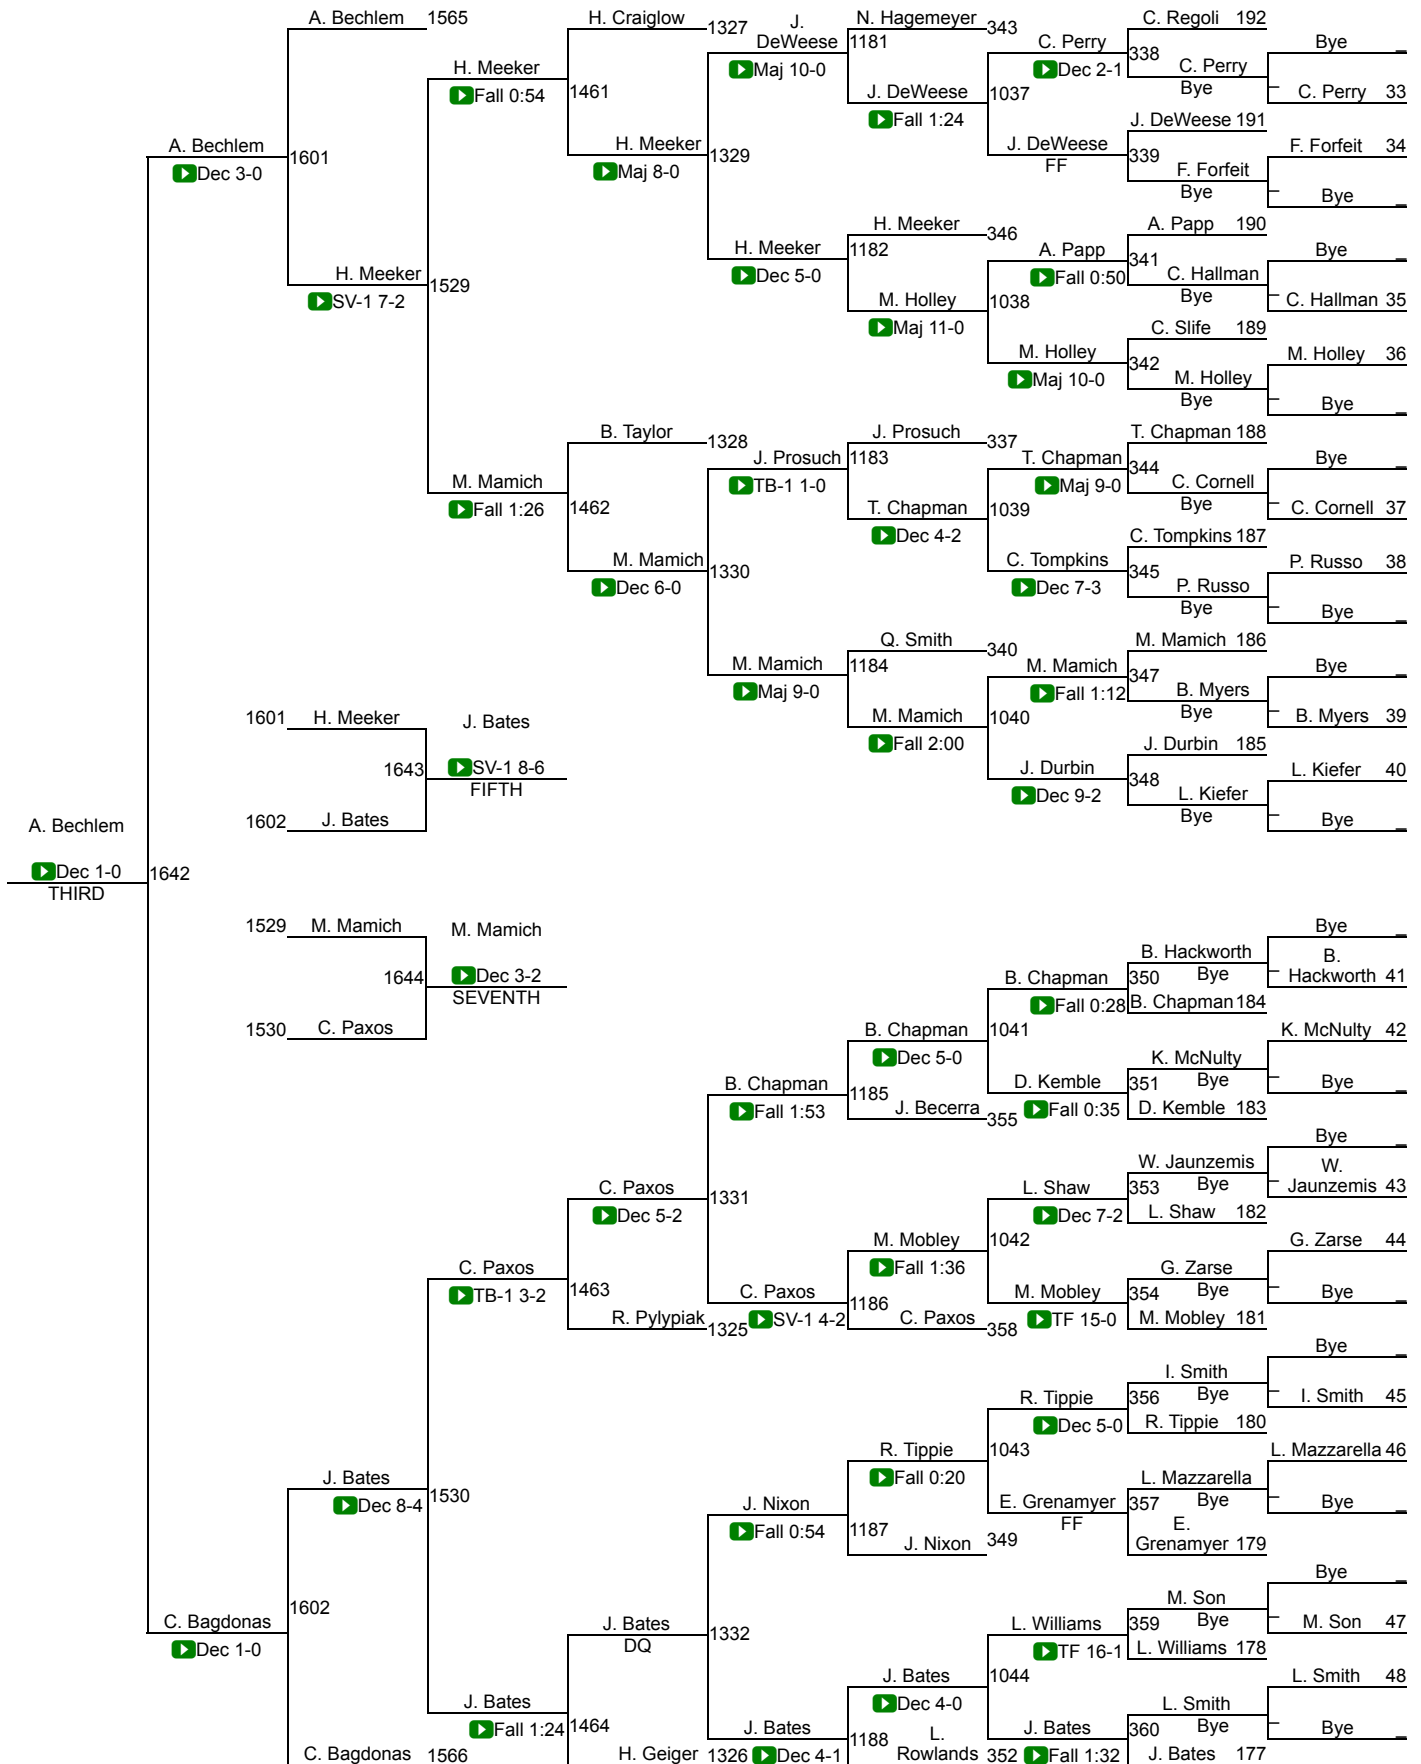 A. Bechlem 1565 H. Craiglow 1327 J. N. Hagemeyer 343 C. Regoli 192
DeWeese 1181 C. Perry 338 Bye _
H. Meeker Maj 10-0 Dec 2-1 C. Perry
Fall 0:54 1461 J. DeWeese 1037 Bye _ C. Perry 33
Fall 1:24
A. Bechlem H. Meeker J. DeWeese J. DeWeese 191
1601 1329 FF 339 F. Forfeit 34
Dec 3-0 Maj 8-0 F. Forfeit
Bye _ Bye _
H. Meeker 346 A. Papp 190
H. Meeker 1182 A. Papp 341 Bye _
H. Meeker Dec 5-0 Fall 0:50 C. Hallman
1529 M. Holley 1038 Bye _ C. Hallman 35
SV-1 7-2 Maj 11-0 C. Slife 189
M. Holley 342 M. Holley 36
Maj 10-0 M. Holley
Bye _ Bye _
B. Taylor 1328 J. Prosuch 337 T. Chapman 188
J. Prosuch 1183 T. Chapman 344 Bye _
M. Mamich TB-1 1-0 Maj 9-0 C. Cornell
Fall 1:26 1462 T. Chapman 1039 Bye _ C. Cornell 37
Dec 4-2 C. Tompkins 187
M. Mamich 1330 C. Tompkins 345 P. Russo 38
Dec 6-0 Dec 7-3 P. Russo
Bye _ Bye _
Q. Smith 340 M. Mamich 186
M. Mamich 1184 M. Mamich 347 Bye _
Maj 9-0 Fall 1:12 B. Myers
1601 H. Meeker J. Bates M. Mamich 1040 Bye _ B. Myers 39
Fall 2:00 J. Durbin 185
1643 SV-1 8-6 J. Durbin 348 L. Kiefer 40
FIFTH Dec 9-2 L. Kiefer
A. Bechlem 1602 J. Bates Bye _ Bye _
Dec 1-0 1642
THIRD
1529 M. Mamich M. Mamich Bye _
B. Hackworth B.
1644 Dec 3-2 B. Chapman 350 Bye _ Hackworth 41
SEVENTH Fall 0:28 B. Chapman 184
1530 C. Paxos B. Chapman 1041 K. McNulty 42
Dec 5-0 K. McNulty
B. Chapman D. Kemble 351 Bye _ Bye _
Fall 1:53 1185 J. Becerra 355 Fall 0:35 D. Kemble 183
Bye _
W. Jaunzemis W.
C. Paxos 1331 L. Shaw 353 Bye _ Jaunzemis 43
Dec 5-2 Dec 7-2 L. Shaw 182
M. Mobley 1042 G. Zarse 44
C. Paxos Fall 1:36 G. Zarse
TB-1 3-2 1463 C. Paxos 1186 M. Mobley 354 Bye _ Bye _
R. Pylypiak 1325 SV-1 4-2 C. Paxos 358 TF 15-0 M. Mobley 181
Bye _
I. Smith
R. Tippie 356 Bye _ I. Smith 45
Dec 5-0 R. Tippie 180
R. Tippie 1043 L. Mazzarella 46
J. Bates Fall 0:20 L. Mazzarella
Dec 8-4 1530 J. Nixon E. Grenamyer 357 Bye _ Bye _
Fall 0:54 1187 J. Nixon 349 FF E.
Grenamyer 179
Bye _
M. Son
C. Bagdonas 1602 J. Bates 1332 L. Williams 359 Bye _ M. Son 47
Dec 1-0 DQ TF 16-1 L. Williams 178
J. Bates 1044 L. Smith 48
J. Bates Dec 4-0 L. Smith
Fall 1:24 1464 J. Bates 1188 L. J. Bates 360 Bye _ Bye _
C. Bagdonas 1566 H. Geiger 1326 Dec 4-1 Rowlands 352 Fall 1:32 J. Bates 177